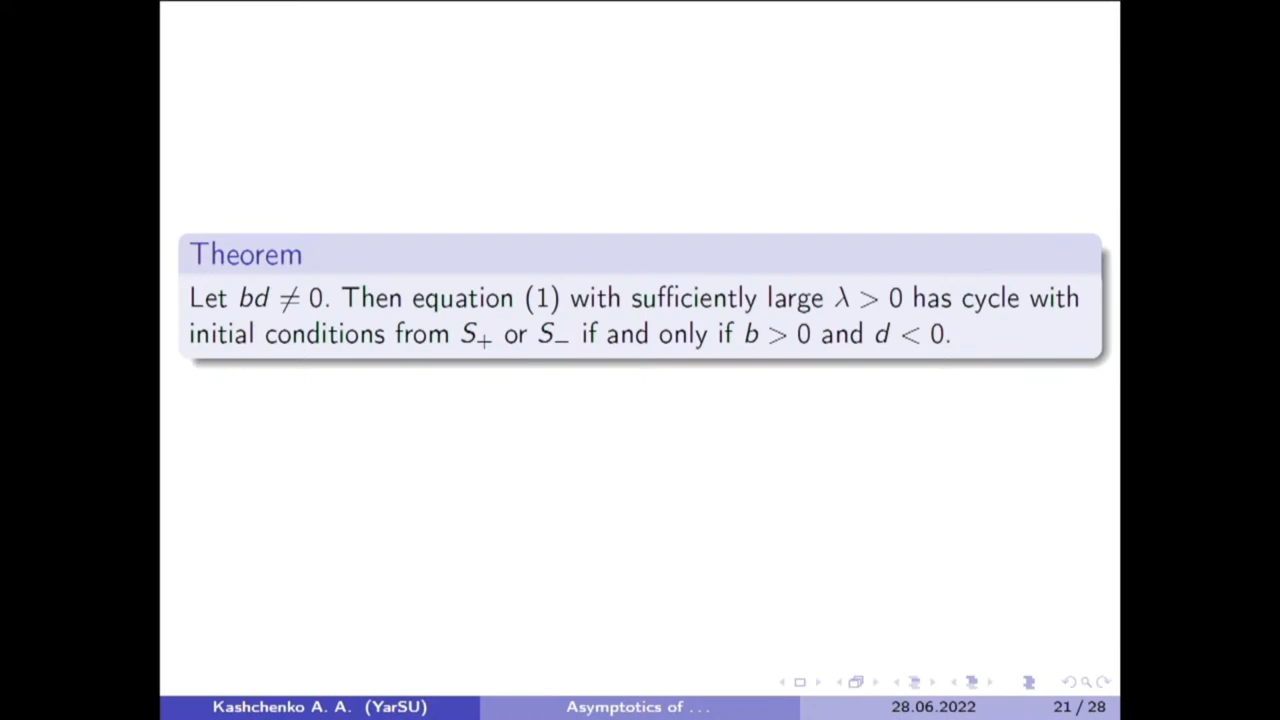 Theorem
Let bd ≠ 0. Then equation (1) with sufficiently large λ > 0 has cycle with
initial conditions from S₊ or S₋ if and only if b > 0 and d < 0.
Kashchenko A. A. (YarSU) Asymptotics of . . . 28.06.2022 21 / 28